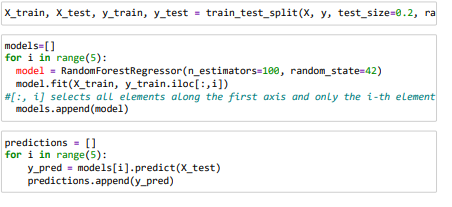 X_train, X_test, y_train, y_test = train_test_split(X, y, test_size=0.2, ra
models=[]
for i in range(5):
  model = RandomForestRegressor(n_estimators=100, random_state=42)
  model.fit(X_train, y_train.iloc[:,i])
#[:, i] selects all elements along the first axis and only the i-th element
  models.append(model)
predictions = []
for i in range(5):
    y_pred = models[i].predict(X_test)
    predictions.append(y_pred)